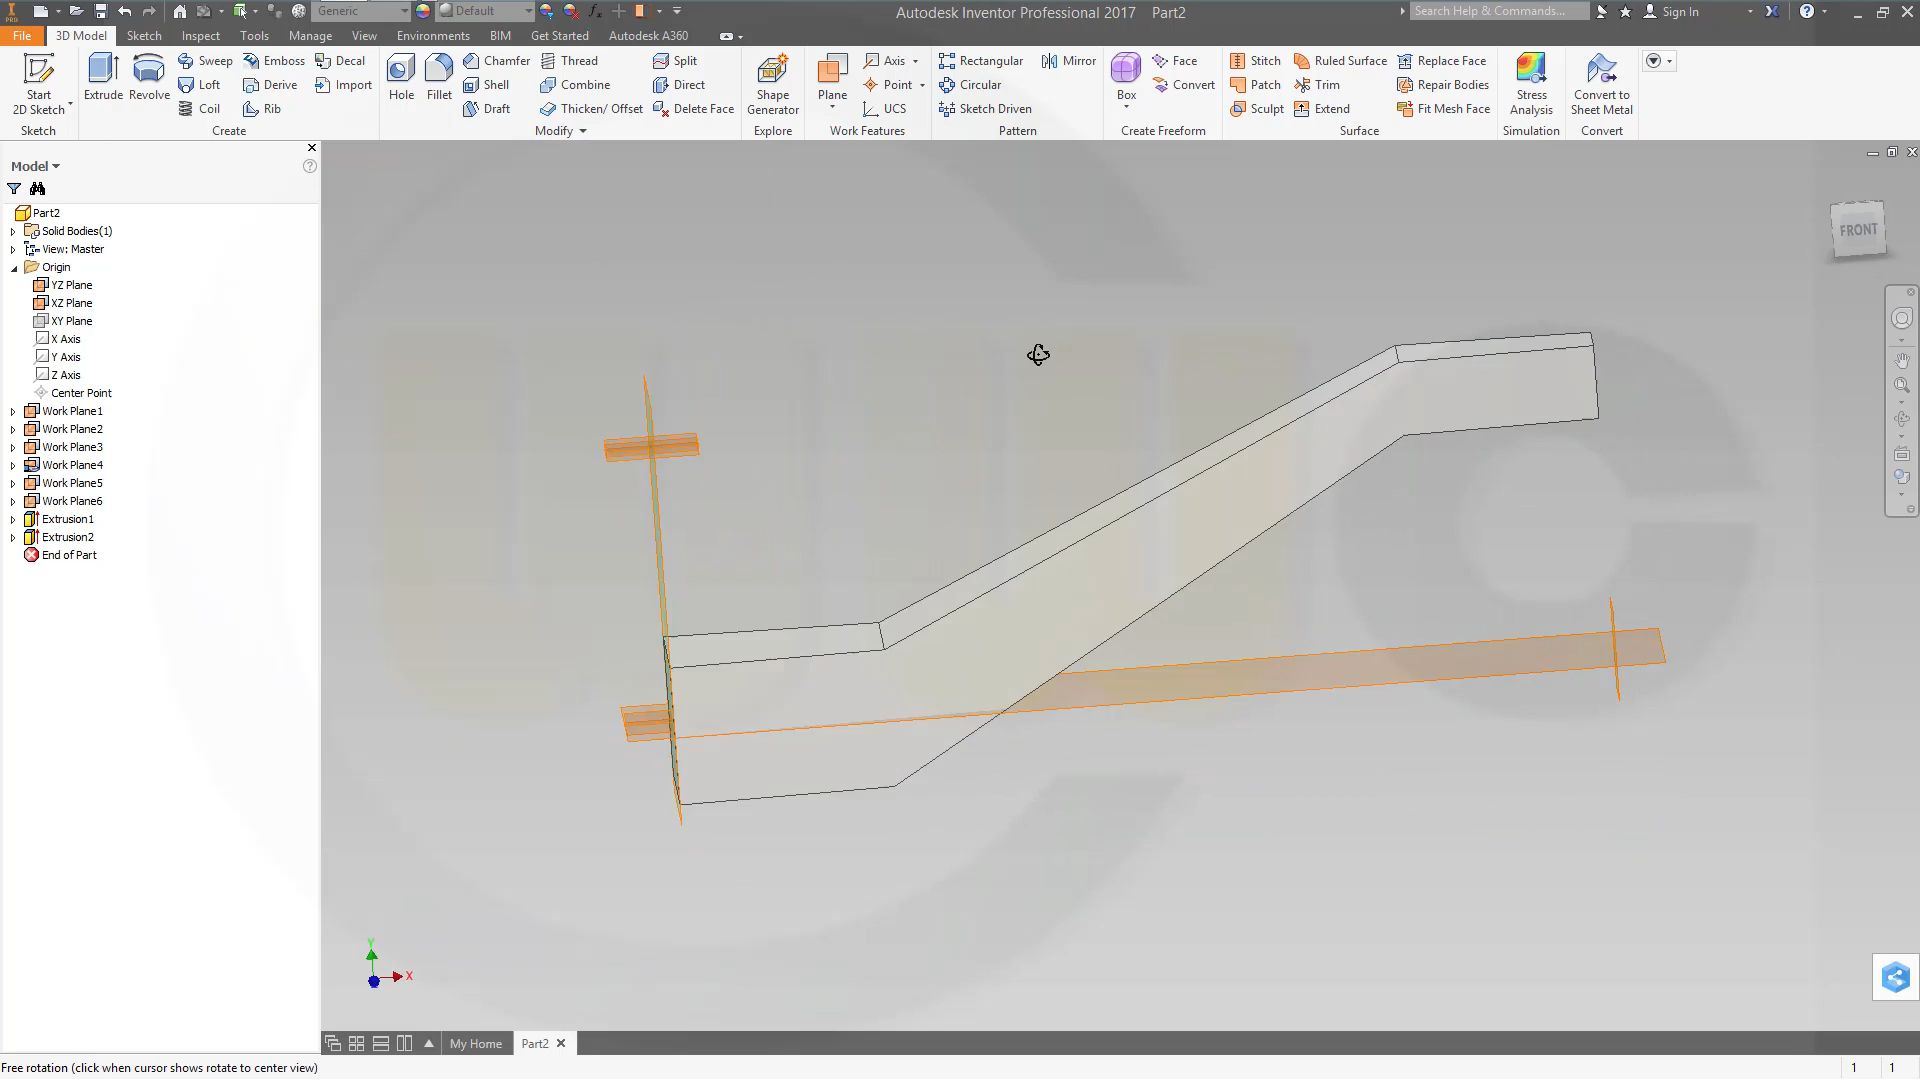 Generic
Default
Autodesk Inventor Professional 2017 Part2
Search Help & Commands...
Sign In
File 3D Model Sketch Inspect Tools Manage View Environments BIM Get Started Autodesk A360
Start
2D Sketch
Sketch
Extrude Revolve
Sweep Emboss Decal
Loft Derive Import
Coil Rib
Create
Hole Fillet
Chamfer Thread Split
Shell Combine Direct
Draft Thicken/ Offset Delete Face
Modify
Shape
Generator
Explore
Plane
Axis
Point
UCS
Work Features
Rectangular Mirror
Circular
Sketch Driven
Pattern
Box
Face
Convert
Create Freeform
Stitch Ruled Surface Replace Face
Patch Trim Repair Bodies
Sculpt Extend Fit Mesh Face
Surface
Stress
Analysis
Simulation
Convert to
Sheet Metal
Convert
Model
Part2
Solid Bodies(1)
View: Master
Origin
YZ Plane
XZ Plane
XY Plane
X Axis
Y Axis
Z Axis
Center Point
Work Plane1
Work Plane2
Work Plane3
Work Plane4
Work Plane5
Work Plane6
Extrusion1
Extrusion2
End of Part
FRONT
Y
X
My Home Part2
Free rotation (click when cursor shows rotate to center view)
1 1